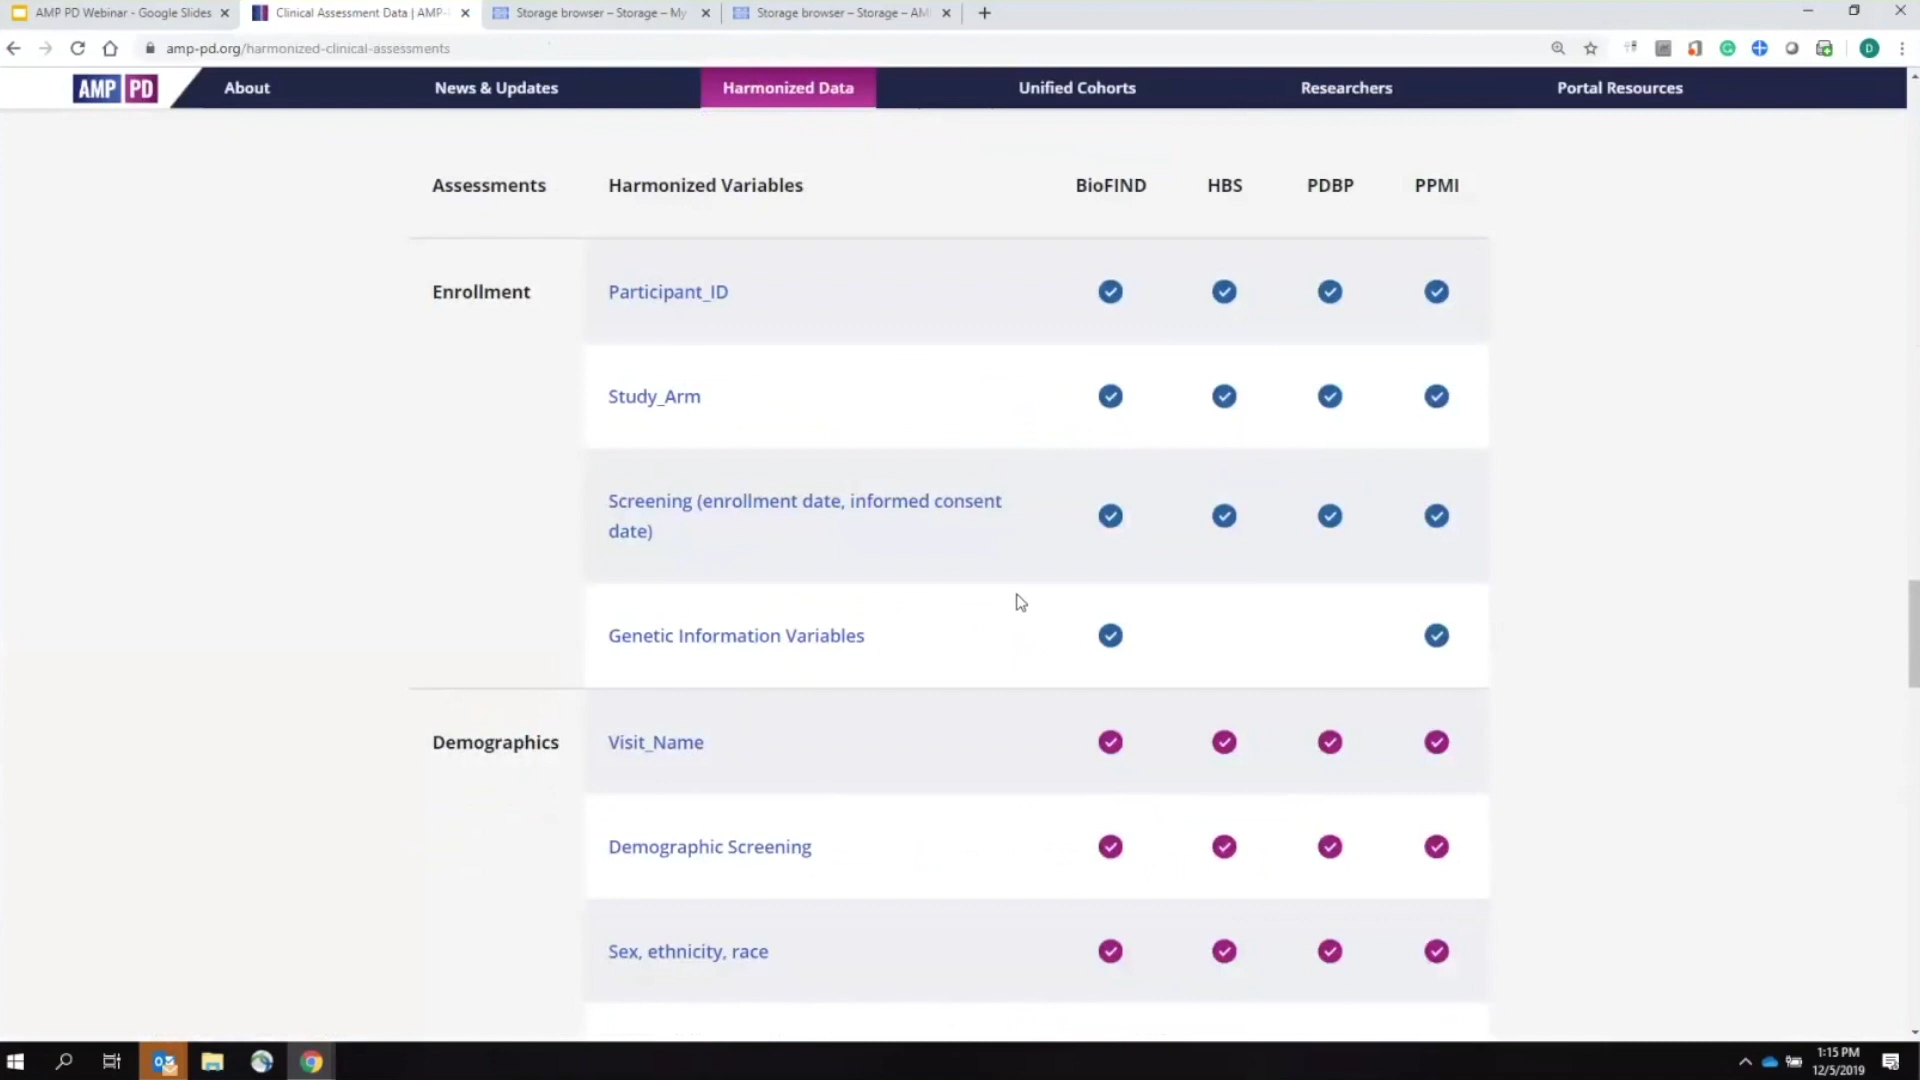 AMP PD Webinar - Google Slides
Clinical Assessment Data | AMP-
Storage browser – Storage – My
Storage browser – Storage – AM
amp-pd.org/harmonized-clinical-assessments
D
AMP PD
About
News & Updates
Harmonized Data
Unified Cohorts
Researchers
Portal Resources
Assessments
Harmonized Variables
BioFIND
HBS
PDBP
PPMI
Enrollment
Participant_ID
Study_Arm
Screening (enrollment date, informed consent
date)
Genetic Information Variables
Demographics
Visit_Name
Demographic Screening
Sex, ethnicity, race
1:15 PM
12/5/2019